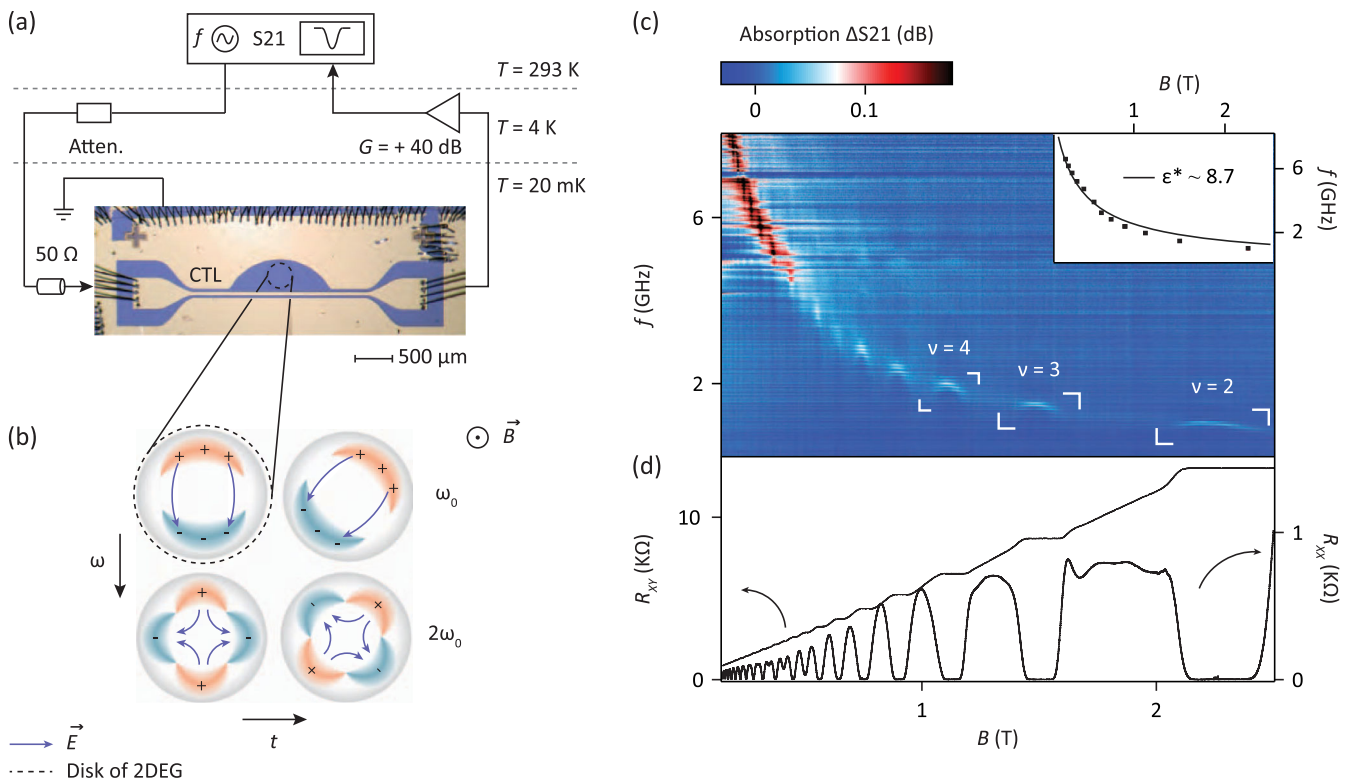 (a)
f S21
T = 293 K
Atten.
G = + 40 dB
T = 4 K
T = 20 mK
50 Ω
CTL
500 μm
(b)
B
+ + +
- - -
+ + +
- - -
ω₀
ω
+
- -
+
+ -
+ -
2ω₀
t
E
Disk of 2DEG
(c)
Absorption ΔS21 (dB)
0 0.1
B (T)
1 2
ε* ~ 8.7
6
2
f (GHz)
6
2
f (GHz)
ν = 4
ν = 3
ν = 2
(d)
10
0
R_XY (KΩ)
1
0
R_XX (KΩ)
1 2
B (T)